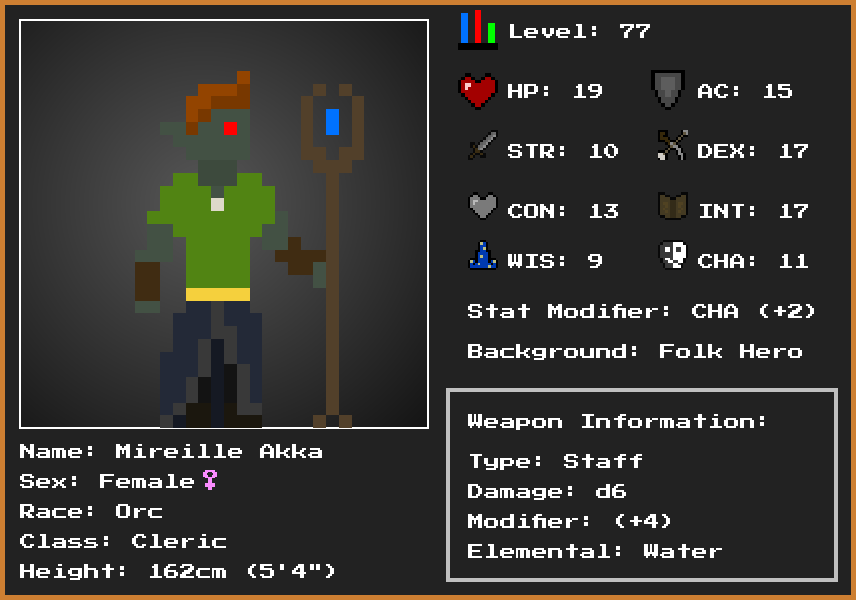 Level: 77
HP: 19 AC: 15
STR: 10 DEX: 17
CON: 13 INT: 17
WIS: 9 CHA: 11
Stat Modifier: CHA (+2)
Background: Folk Hero
Weapon Information:
Type: Staff
Damage: d6
Modifier: (+4)
Elemental: Water
Name: Mireille Akka
Sex: Female♀
Race: Orc
Class: Cleric
Height: 162cm (5'4")